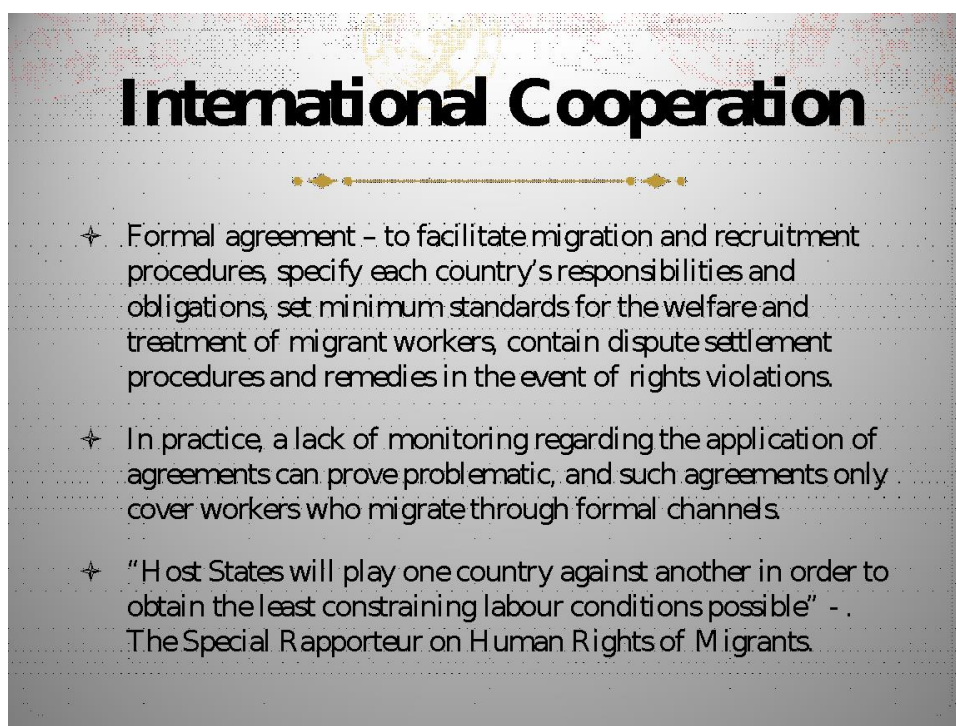 International Cooperation
Formal agreement – to facilitate migration and recruitment
procedures, specify each country's responsibilities and
obligations, set minimum standards for the welfare and
treatment of migrant workers, contain dispute settlement
procedures and remedies in the event of rights violations.
In practice, a lack of monitoring regarding the application of
agreements can prove problematic, and such agreements only
cover workers who migrate through formal channels.
“Host States will play one country against another in order to
obtain the least constraining labour conditions possible” - .
The Special Rapporteur on Human Rights of Migrants.